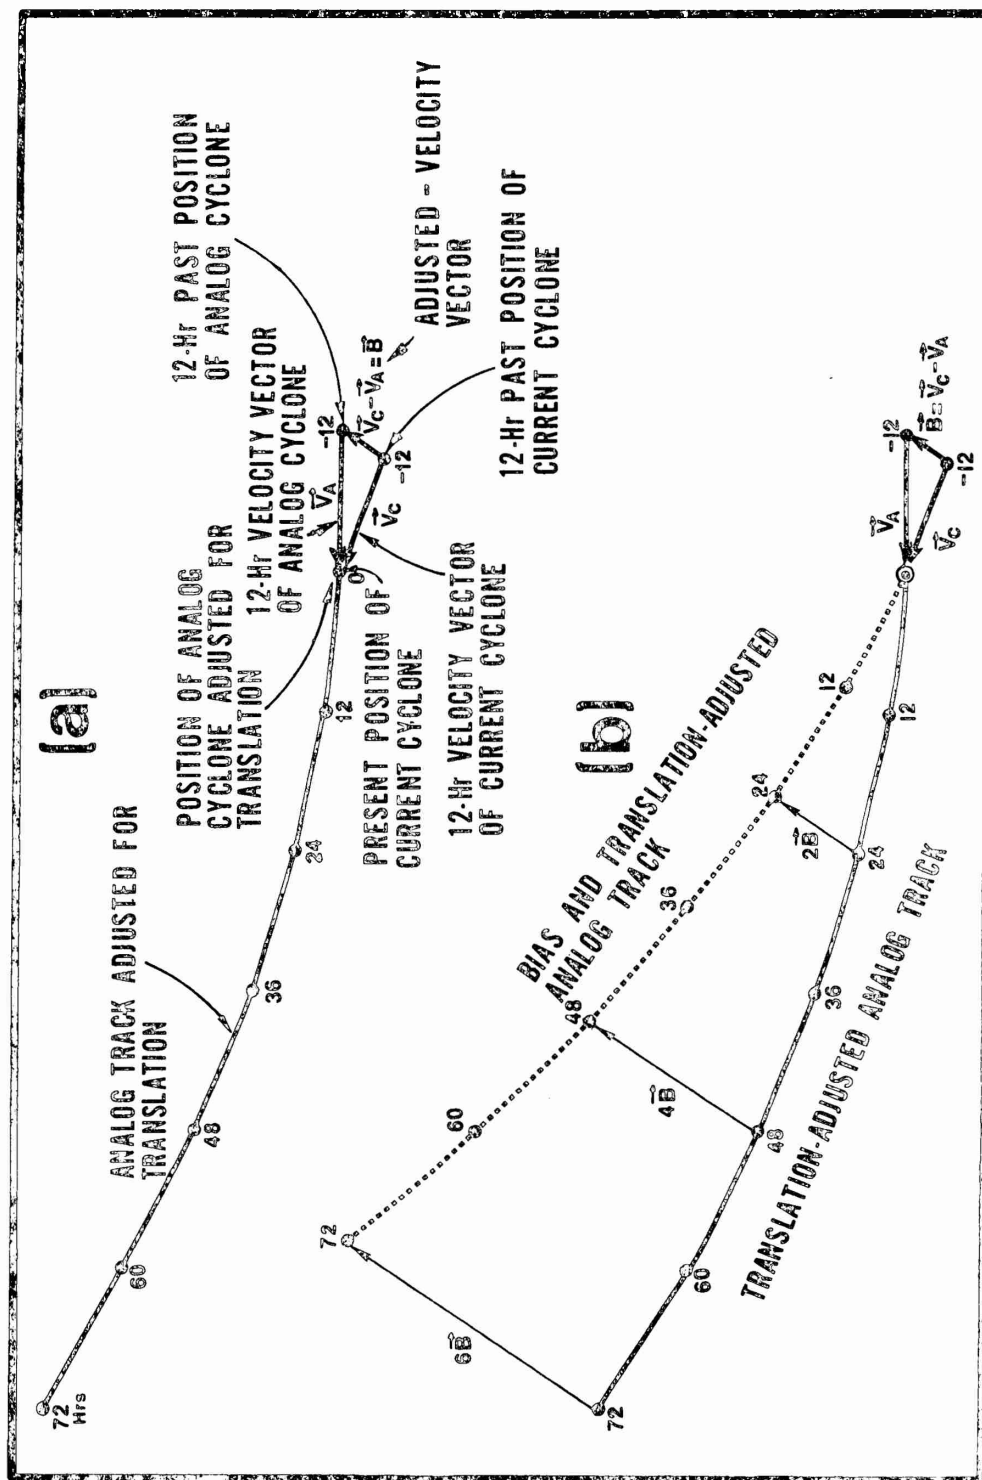 (a)
ANALOG TRACK ADJUSTED FOR
TRANSLATION
POSITION OF ANALOG
CYCLONE ADJUSTED FOR
TRANSLATION
12-Hr VELOCITY VECTOR
OF ANALOG CYCLONE
12-Hr PAST POSITION
OF ANALOG CYCLONE
72
Hrs
60
48
36
24
12
0
V⃗A
-12
V⃗C
-12
V⃗C-V⃗A=B⃗
ADJUSTED - VELOCITY
VECTOR
PRESENT POSITION OF
CURRENT CYCLONE
12-Hr VELOCITY VECTOR
OF CURRENT CYCLONE
12-Hr PAST POSITION OF
CURRENT CYCLONE
(b)
BIAS AND TRANSLATION-ADJUSTED
ANALOG TRACK
72
60
48
36
24
12
6B⃗
4B⃗
2B⃗
72
60
48
36
24
12
V⃗A
-12
V⃗C
-12
B⃗=V⃗C-V⃗A
TRANSLATION-ADJUSTED ANALOG TRACK